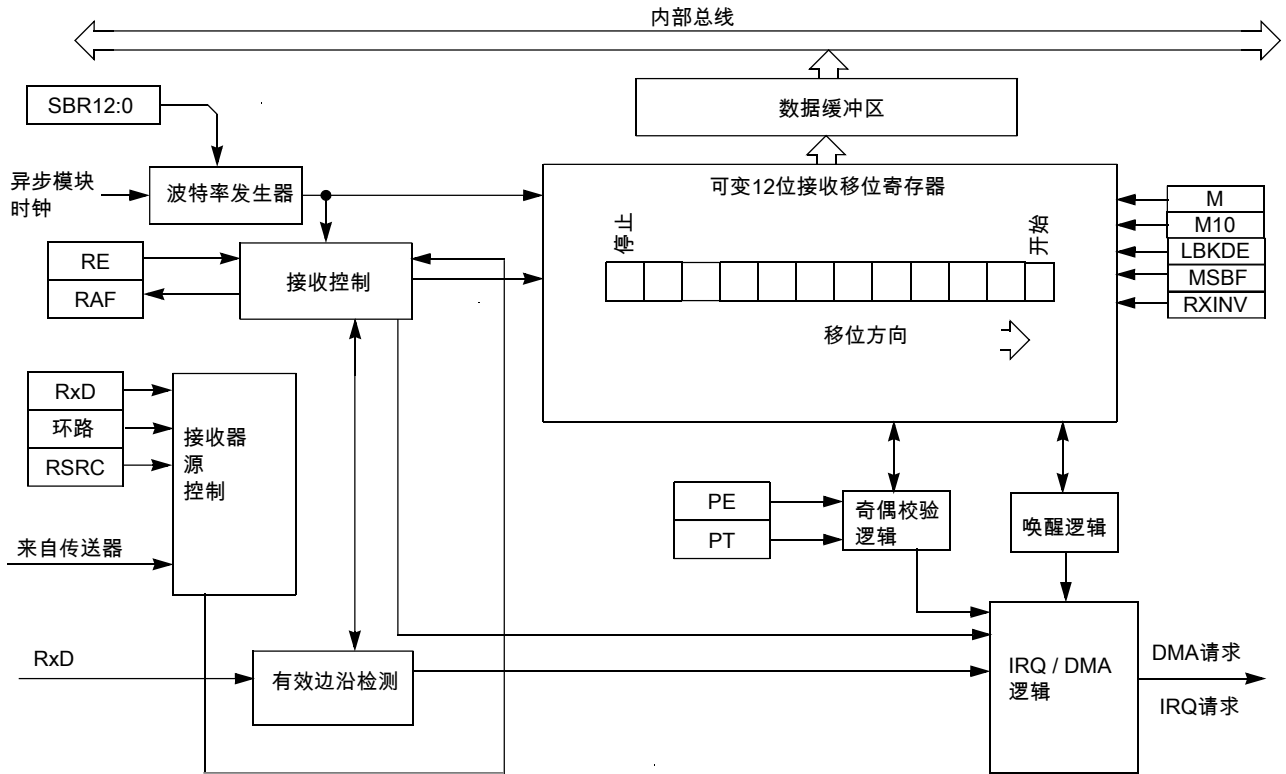 内部总线
SBR12:0
数据缓冲区
异步模块
时钟
波特率发生器
可变12位接收移位寄存器
停止
开始
M
M10
LBKDE
MSBF
RXINV
RE
RAF
接收控制
移位方向
RxD
环路
RSRC
接收器
源
控制
PE
PT
奇偶校验
逻辑
唤醒逻辑
来自传送器
RxD
有效边沿检测
IRQ / DMA
逻辑
DMA请求
IRQ请求